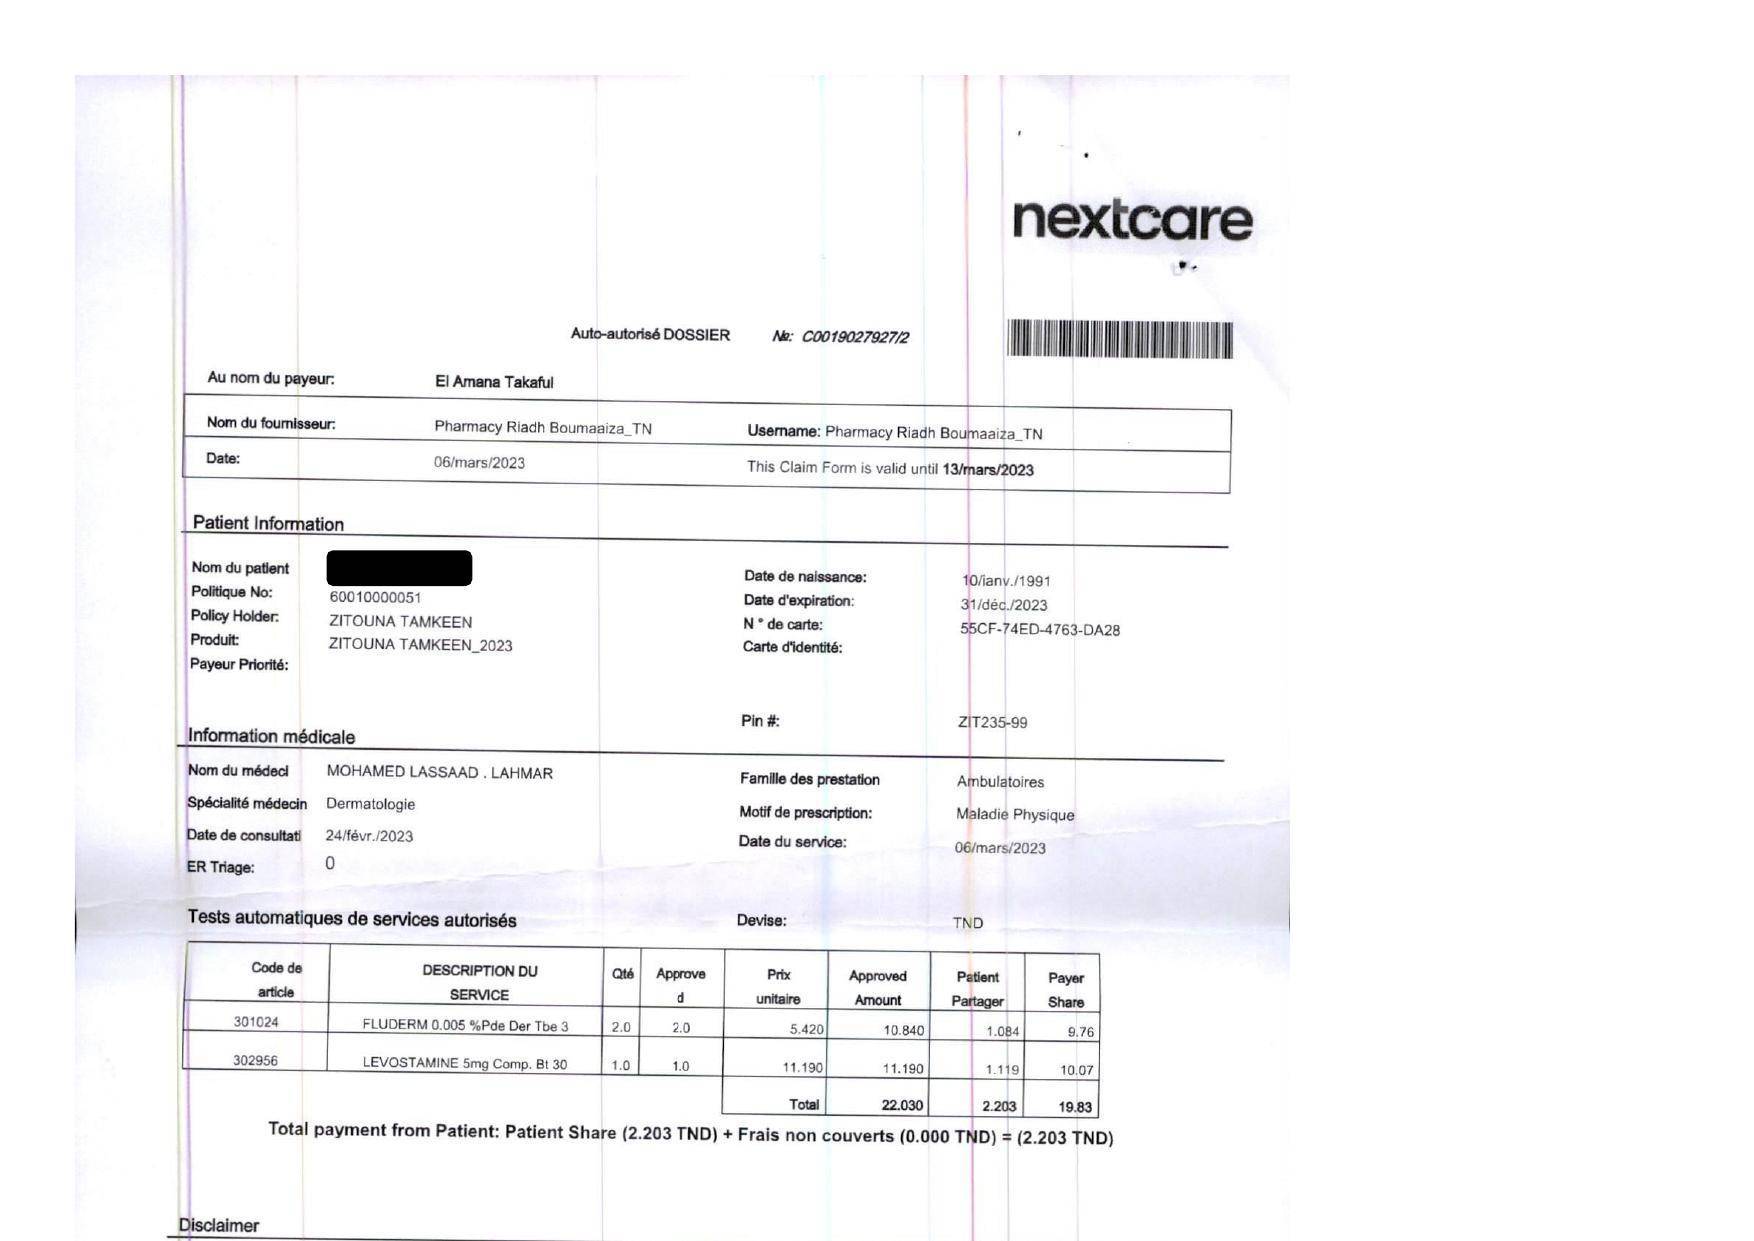 nextcare
Auto-autorisé DOSSIER №: C0019027927/2
Au nom du payeur: El Amana Takaful
Nom du fournisseur: Pharmacy Riadh Boumaaiza_TN Username: Pharmacy Riadh Boumaaiza_TN
Date: 06/mars/2023 This Claim Form is valid until 13/mars/2023
Patient Information
Nom du patient Date de naissance: 10/janv./1991
Politique No: 60010000051 Date d'expiration: 31/déc./2023
Policy Holder: ZITOUNA TAMKEEN N ° de carte: 55CF-74ED-4763-DA28
Produit: ZITOUNA TAMKEEN_2023 Carte d'identité:
Payeur Priorité:
Pin #: ZIT235-99
Information médicale
Nom du médeci MOHAMED LASSAAD . LAHMAR Famille des prestation Ambulatoires
Spécialité médecin Dermatologie Motif de prescription: Maladie Physique
Date de consultati 24/févr./2023 Date du service: 06/mars/2023
ER Triage: 0
Tests automatiques de services autorisés Devise: TND
Code de article DESCRIPTION DU SERVICE Qté Approve d Prix unitaire Approved Amount Patient Partager Payer Share
301024 FLUDERM 0.005 %Pde Der Tbe 3 2.0 2.0 5.420 10.840 1.084 9.76
302956 LEVOSTAMINE 5mg Comp. Bt 30 1.0 1.0 11.190 11.190 1.119 10.07
Total 22.030 2.203 19.83
Total payment from Patient: Patient Share (2.203 TND) + Frais non couverts (0.000 TND) = (2.203 TND)
Disclaimer